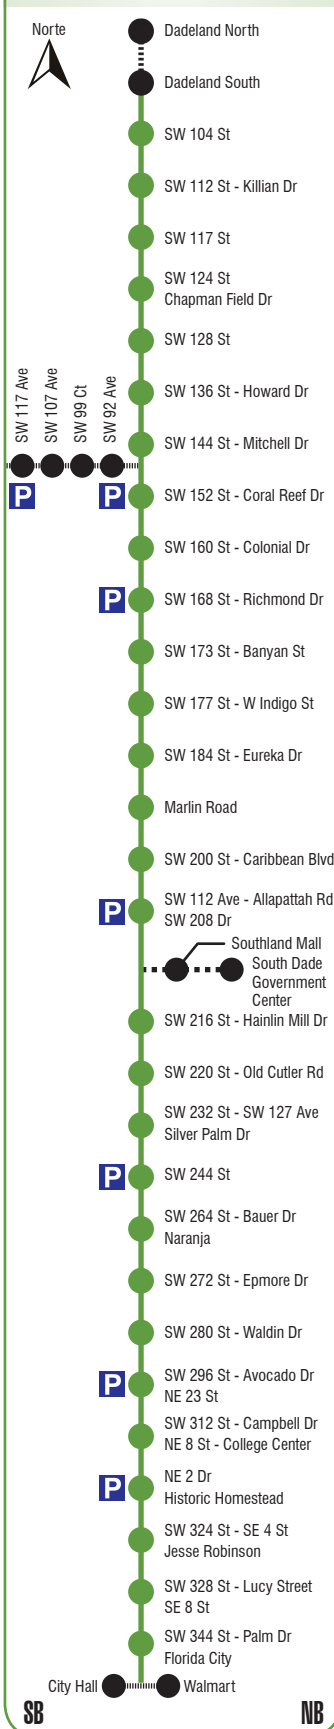 Norte
Dadeland North
Dadeland South
SW 104 St
SW 112 St - Killian Dr
SW 117 St
SW 124 St
Chapman Field Dr
SW 128 St
SW 136 St - Howard Dr
SW 144 St - Mitchell Dr
SW 117 Ave
SW 107 Ave
SW 99 Ct
SW 92 Ave
P
P
SW 152 St - Coral Reef Dr
SW 160 St - Colonial Dr
P
SW 168 St - Richmond Dr
SW 173 St - Banyan St
SW 177 St - W Indigo St
SW 184 St - Eureka Dr
Marlin Road
SW 200 St - Caribbean Blvd
P
SW 112 Ave - Allapattah Rd
SW 208 Dr
Southland Mall
South Dade
Government
Center
SW 216 St - Hainlin Mill Dr
SW 220 St - Old Cutler Rd
SW 232 St - SW 127 Ave
Silver Palm Dr
P
SW 244 St
SW 264 St - Bauer Dr
Naranja
SW 272 St - Epmore Dr
SW 280 St - Waldin Dr
P
SW 296 St - Avocado Dr
NE 23 St
SW 312 St - Campbell Dr
NE 8 St - College Center
P
NE 2 Dr
Historic Homestead
SW 324 St - SE 4 St
Jesse Robinson
SW 328 St - Lucy Street
SE 8 St
SW 344 St - Palm Dr
Florida City
City Hall
Walmart
SB
NB